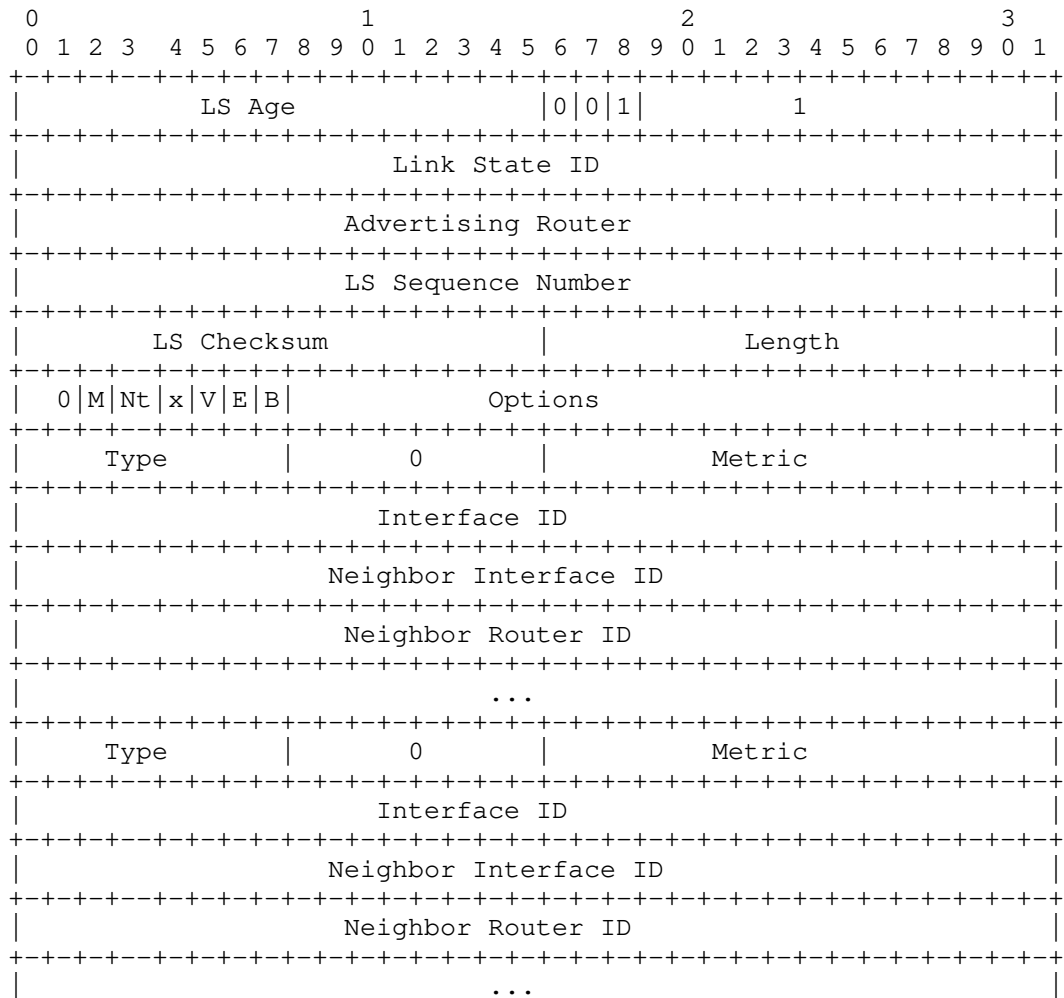 0                     1                   2                   3
0 1 2 3  4 5 6 7 8 9 0 1 2 3 4 5 6 7 8 9 0 1 2 3 4 5 6 7 8 9 0 1
+-+-+-+--+-+-+-+-+-+-+-+-+-+-+-+-+-+-+-+-+-+-+-+-+-+-+-+-+-+-+-+
|           LS Age                |0|0|1|         1              |
+-+-+-+--+-+-+-+-+-+-+-+-+-+-+-+-+-+-+-+-+-+-+-+-+-+-+-+-+-+-+-+
|                       Link State ID                            |
+-+-+-+--+-+-+-+-+-+-+-+-+-+-+-+-+-+-+-+-+-+-+-+-+-+-+-+-+-+-+-+
|                    Advertising Router                          |
+-+-+-+--+-+-+-+-+-+-+-+-+-+-+-+-+-+-+-+-+-+-+-+-+-+-+-+-+-+-+-+
|                    LS Sequence Number                          |
+-+-+-+--+-+-+-+-+-+-+-+-+-+-+-+-+-+-+-+-+-+-+-+-+-+-+-+-+-+-+-+
|        LS Checksum             |            Length             |
+-+-+-+--+-+-+-+-+-+-+-+-+-+-+-+-+-+-+-+-+-+-+-+-+-+-+-+-+-+-+-+
|  0|M|Nt|x|V|E|B|            Options                            |
+-+-+-+--+-+-+-+-+-+-+-+-+-+-+-+-+-+-+-+-+-+-+-+-+-+-+-+-+-+-+-+
|     Type       |       0       |          Metric               |
+-+-+-+--+-+-+-+-+-+-+-+-+-+-+-+-+-+-+-+-+-+-+-+-+-+-+-+-+-+-+-+
|                      Interface ID                              |
+-+-+-+--+-+-+-+-+-+-+-+-+-+-+-+-+-+-+-+-+-+-+-+-+-+-+-+-+-+-+-+
|                   Neighbor Interface ID                        |
+-+-+-+--+-+-+-+-+-+-+-+-+-+-+-+-+-+-+-+-+-+-+-+-+-+-+-+-+-+-+-+
|                    Neighbor Router ID                          |
+-+-+-+--+-+-+-+-+-+-+-+-+-+-+-+-+-+-+-+-+-+-+-+-+-+-+-+-+-+-+-+
|                             ...                                |
+-+-+-+--+-+-+-+-+-+-+-+-+-+-+-+-+-+-+-+-+-+-+-+-+-+-+-+-+-+-+-+
|     Type       |       0       |          Metric               |
+-+-+-+--+-+-+-+-+-+-+-+-+-+-+-+-+-+-+-+-+-+-+-+-+-+-+-+-+-+-+-+
|                      Interface ID                              |
+-+-+-+--+-+-+-+-+-+-+-+-+-+-+-+-+-+-+-+-+-+-+-+-+-+-+-+-+-+-+-+
|                   Neighbor Interface ID                        |
+-+-+-+--+-+-+-+-+-+-+-+-+-+-+-+-+-+-+-+-+-+-+-+-+-+-+-+-+-+-+-+
|                    Neighbor Router ID                          |
+-+-+-+--+-+-+-+-+-+-+-+-+-+-+-+-+-+-+-+-+-+-+-+-+-+-+-+-+-+-+-+
|                             ...                                |